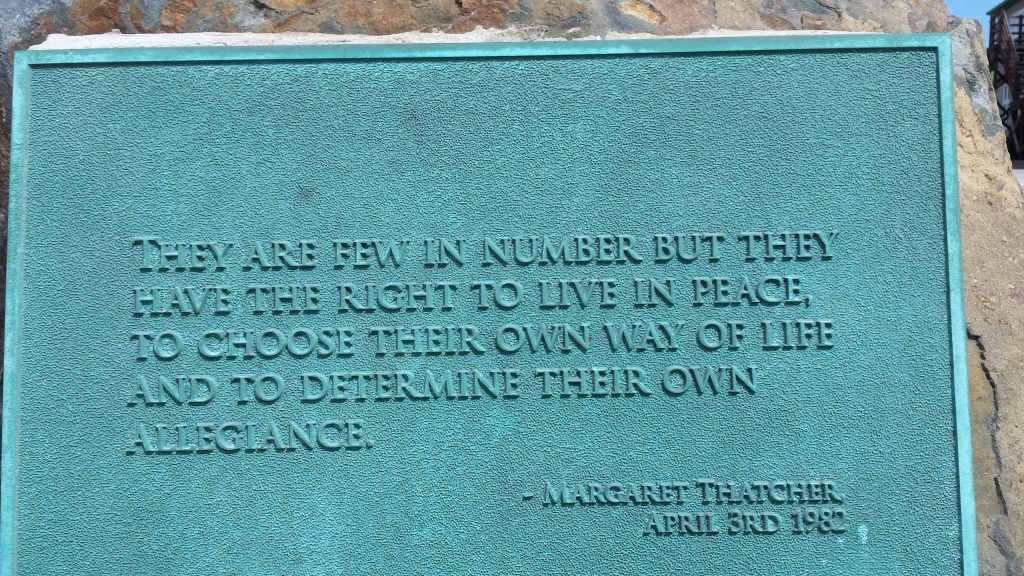 THEY ARE FEW IN NUMBER BUT THEY
HAVE THE RIGHT TO LIVE IN PEACE,
TO CHOOSE THEIR OWN WAY OF LIFE
AND TO DETERMINE THEIR OWN
ALLEGIANCE.
- MARGARET THATCHER,
APRIL 3RD 1982